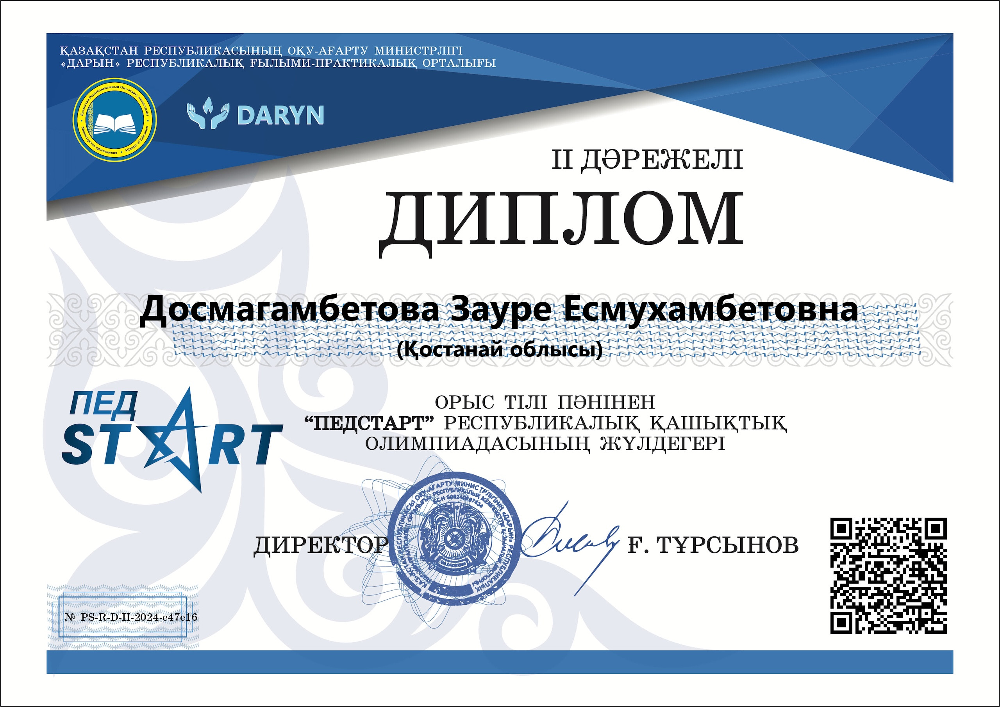 ҚАЗАҚСТАН РЕСПУБЛИКАСЫНЫҢ ОҚУ-АҒАРТУ МИНИСТРЛІГІ
«ДАРЫН» РЕСПУБЛИКАЛЫҚ ҒЫЛЫМИ-ПРАКТИКАЛЫҚ ОРТАЛЫҒЫ
Қазақстан Республикасының Оқу-ағарту министрлігі
Министерство просвещения • Ministry of Education
DARYN
II ДӘРЕЖЕЛІ
ДИПЛОМ
Досмагамбетова Зауре Есмухамбетовна
(Қостанай облысы)
ПЕД
START
ОРЫС ТІЛІ ПӘНІНЕН
“ПЕДСТАРТ” РЕСПУБЛИКАЛЫҚ ҚАШЫҚТЫҚ
ОЛИМПИАДАСЫНЫҢ ЖҮЛДЕГЕРІ
ДИРЕКТОР
Ғ. ТҰРСЫНОВ
№ PS-R-D-II-2024-e47e16